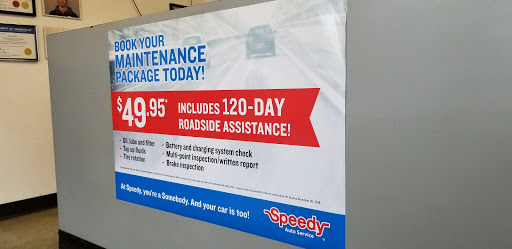 BOOK YOUR
MAINTENANCE
PACKAGE TODAY!
$49.95*
INCLUDES 120-DAY
ROADSIDE ASSISTANCE!
✓ Oil, lube and filter
✓ Top up fluids
✓ Tire rotation
✓ Battery and charging system check
✓ Multi-point inspection/written report
✓ Brake inspection
At Speedy, you're a Somebody. And your car is too!
Speedy
Auto Service